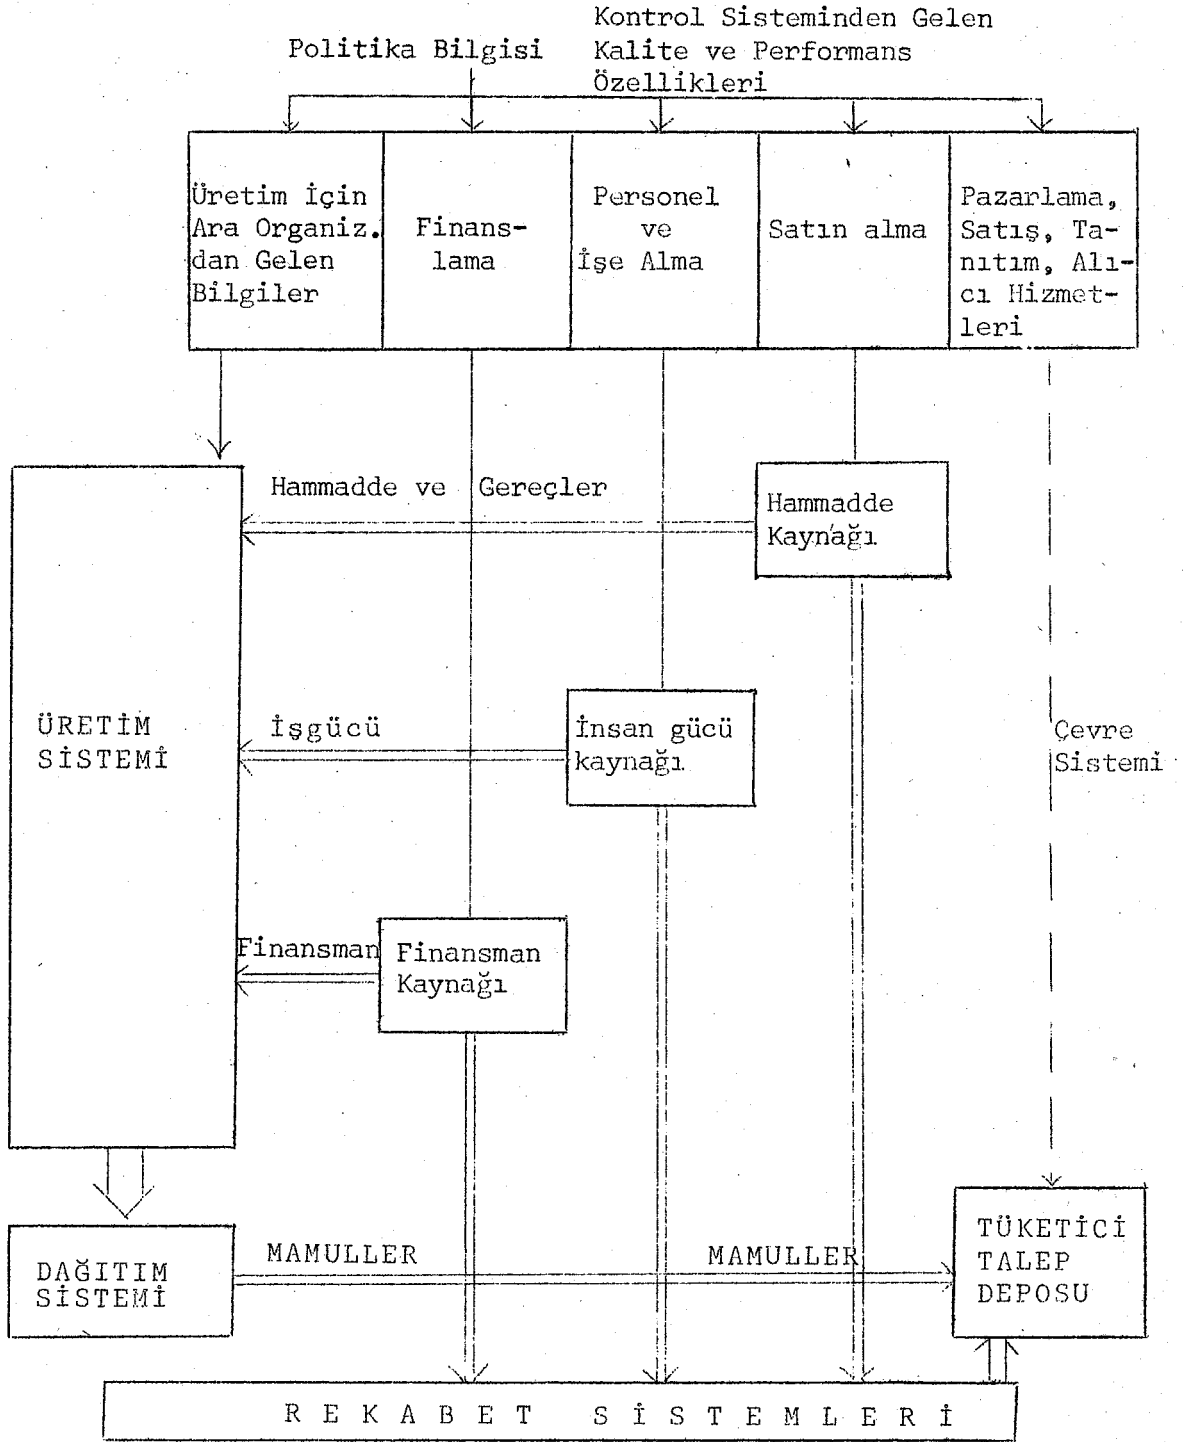 Kontrol Sisteminden Gelen
Politika Bilgisi
Kalite ve Performans
Özellikleri
Üretim İçin
Ara Organiz.
dan Gelen
Bilgiler
Finans-
lama
Personel
ve
İşe Alma
Satın alma
Pazarlama,
Satış, Ta-
nıtım, Alı-
cı Hizmet-
leri
Hammadde ve Gereçler
Hammadde
Kaynağı
ÜRETİM
SİSTEMİ
İşgücü
İnsan gücü
kaynağı
Çevre
Sistemi
Finansman
Finansman
Kaynağı
DAĞITIM
SİSTEMİ
MAMULLER
MAMULLER
TÜKETİCİ
TALEP
DEPOSU
REKABET SİSTEMLERİ